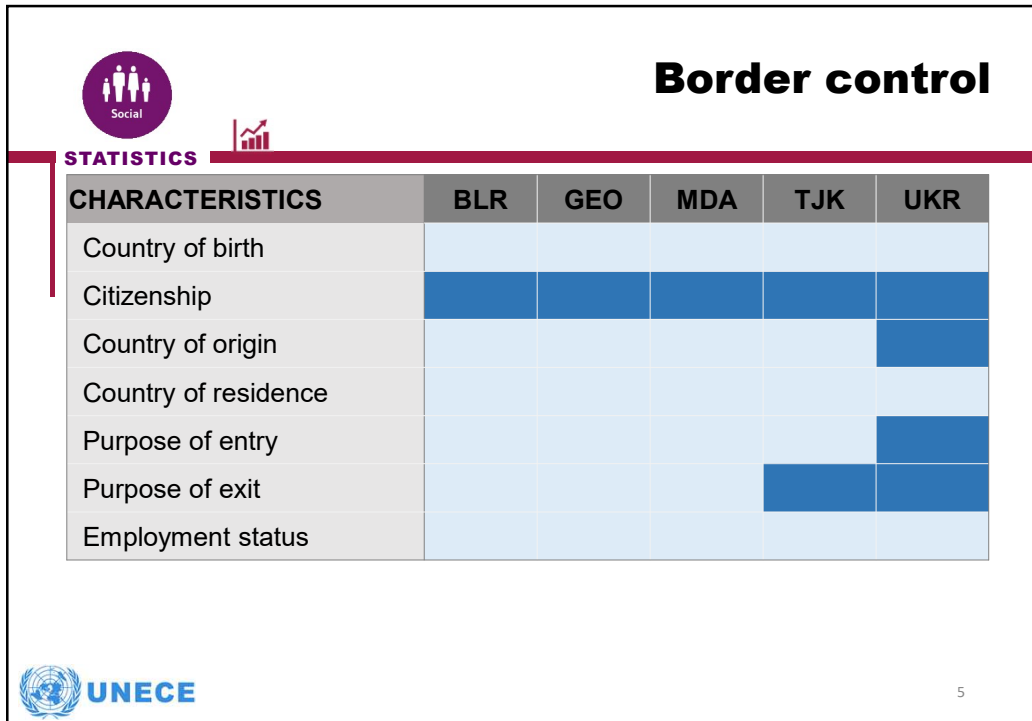 Border control
Social
STATISTICS
CHARACTERISTICS BLR GEO MDA TJK UKR
Country of birth
Citizenship
Country of origin
Country of residence
Purpose of entry
Purpose of exit
Employment status
UNECE
5